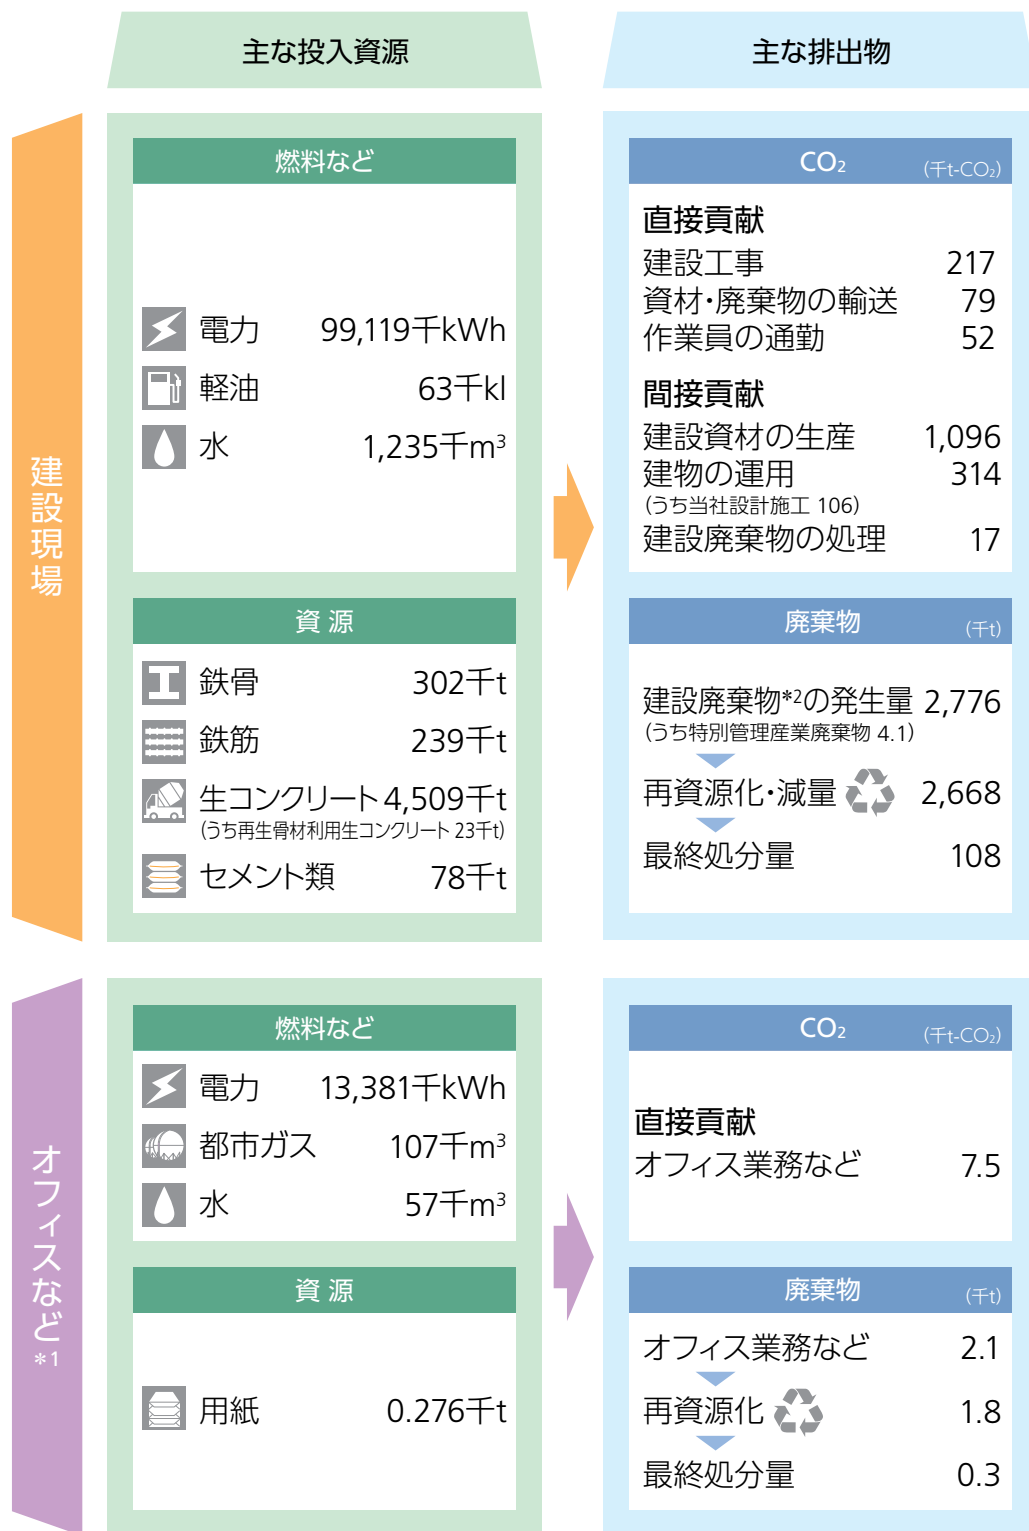 主な投入資源
主な排出物
建設現場
燃料など
電力 99,119千kWh
軽油 63千kl
水 1,235千m³
資 源
鉄骨 302千t
鉄筋 239千t
生コンクリート 4,509千t
(うち再生骨材利用生コンクリート 23千t)
セメント類 78千t
CO₂ (千t-CO₂)
直接貢献
建設工事 217
資材・廃棄物の輸送 79
作業員の通勤 52
間接貢献
建設資材の生産 1,096
建物の運用 314
(うち当社設計施工 106)
建設廃棄物の処理 17
廃棄物 (千t)
建設廃棄物*2の発生量 2,776
(うち特別管理産業廃棄物 4.1)
再資源化・減量 2,668
最終処分量 108
オフィスなど
*1
燃料など
電力 13,381千kWh
都市ガス 107千m³
水 57千m³
資 源
用紙 0.276千t
CO₂ (千t-CO₂)
直接貢献
オフィス業務など 7.5
廃棄物 (千t)
オフィス業務など 2.1
再資源化 1.8
最終処分量 0.3